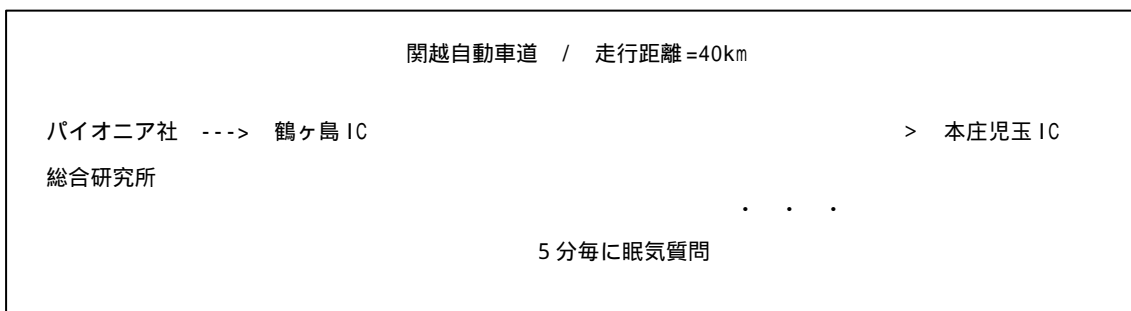 関越自動車道 / 走行距離=40km
パイオニア社 ---> 鶴ヶ島IC > 本庄児玉IC
総合研究所
・ ・ ・
5分毎に眠気質問